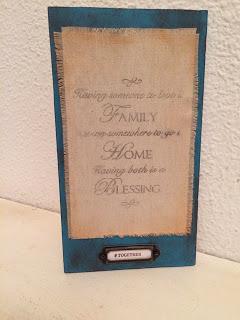 Having someone to love is
FAMILY
somewhere to go is
HOME
Having both is a
BLESSING
# TOGETHER